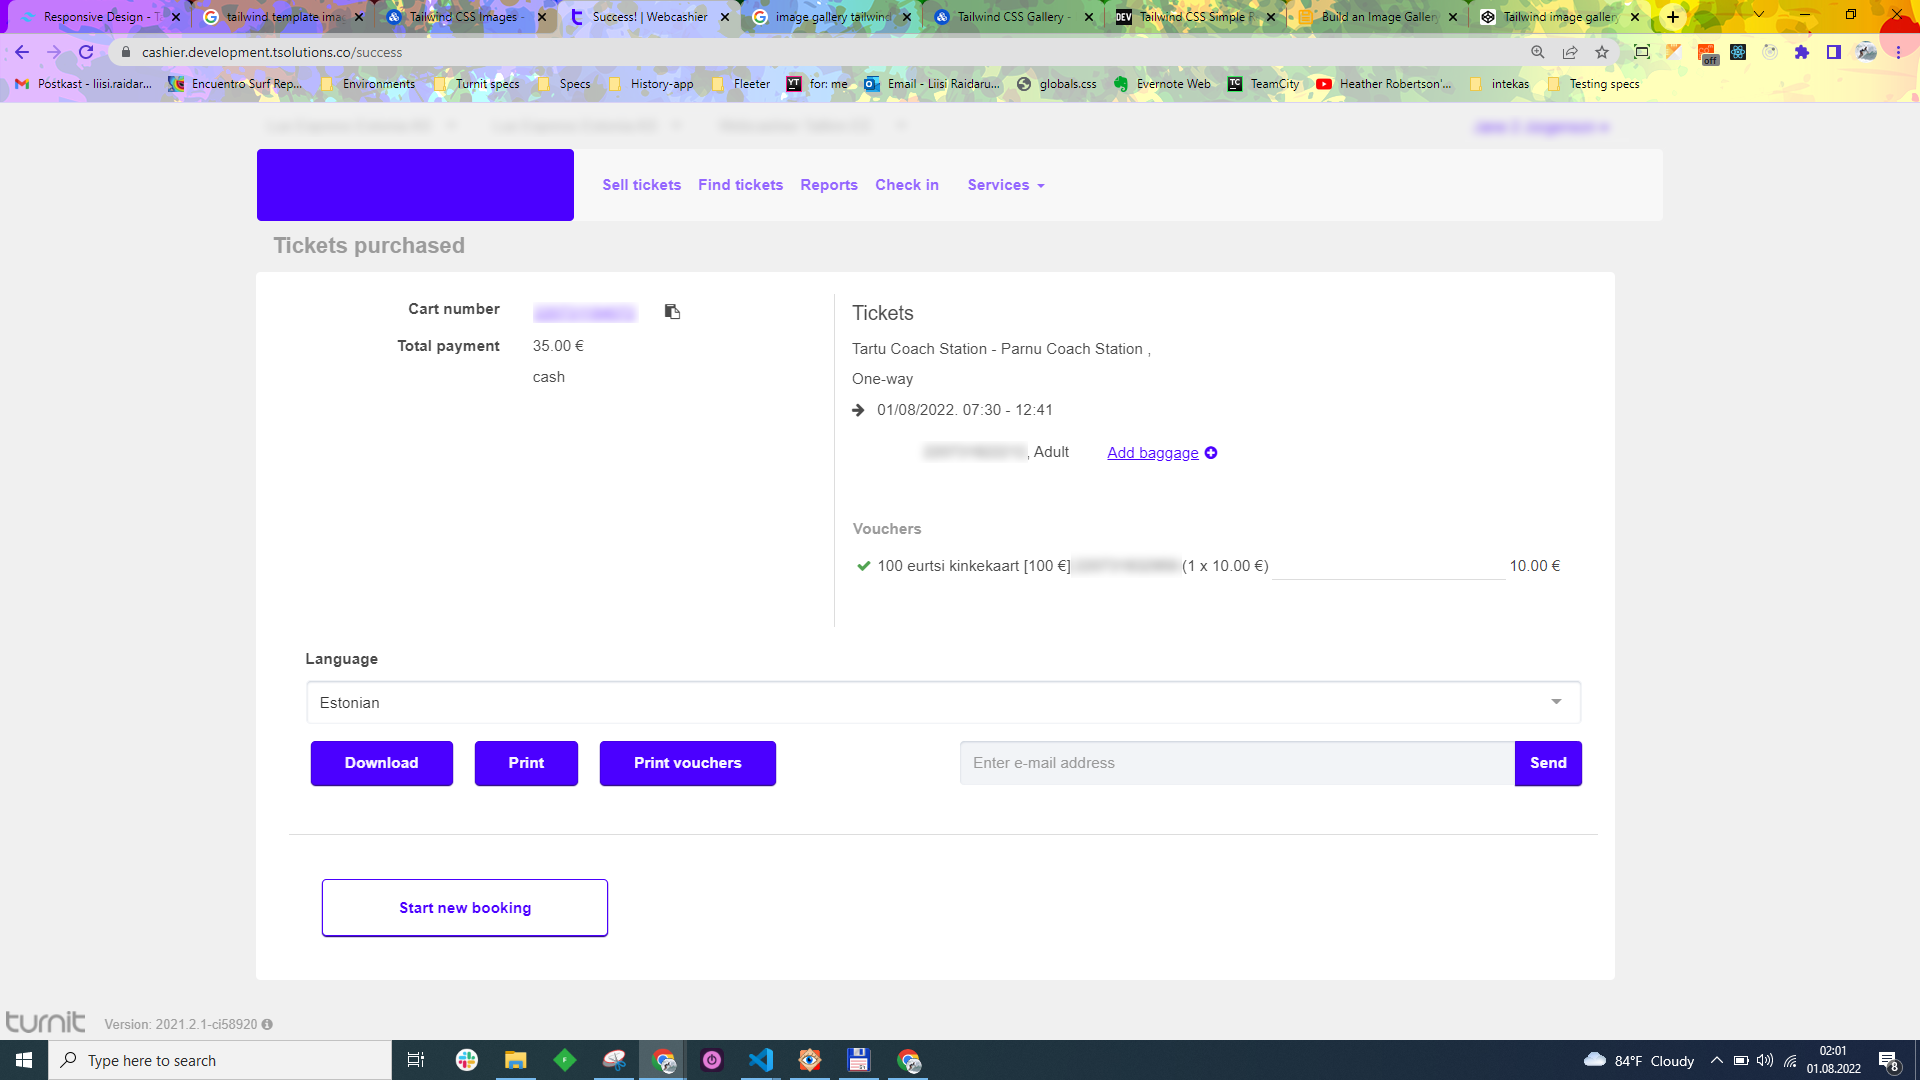 Responsive Design - T
tailwind template imag
Tailwind CSS Images -
Success! | Webcashier
image gallery tailwind
Tailwind CSS Gallery -
DEV
Tailwind CSS Simple
Build an Image Gallery
Tailwind image gallery
cashier.development.tsolutions.co/success
off
Postkast - liisi.raidar...
Encuentro Surf Rep...
Environments
Turnit specs
Specs
History-app
Fleeter
YT
for: me
Email - Liisi Raidaru...
globals.css
Evernote Web
TC
TeamCity
Heather Robertson'...
intekas
Testing specs
Sell tickets
Find tickets
Reports
Check in
Services
Tickets purchased
Cart number
Total payment
35.00 €
cash
Tickets
Tartu Coach Station - Parnu Coach Station ,
One-way
01/08/2022. 07:30 - 12:41
, Adult
Add baggage
Vouchers
100 eurtsi kinkekaart [100 €] (1 x 10.00 €)
10.00 €
Language
Estonian
Download
Print
Print vouchers
Enter e-mail address
Send
Start new booking
turnit
Version: 2021.2.1-ci58920
Type here to search
84°F Cloudy
02:01
01.08.2022
8